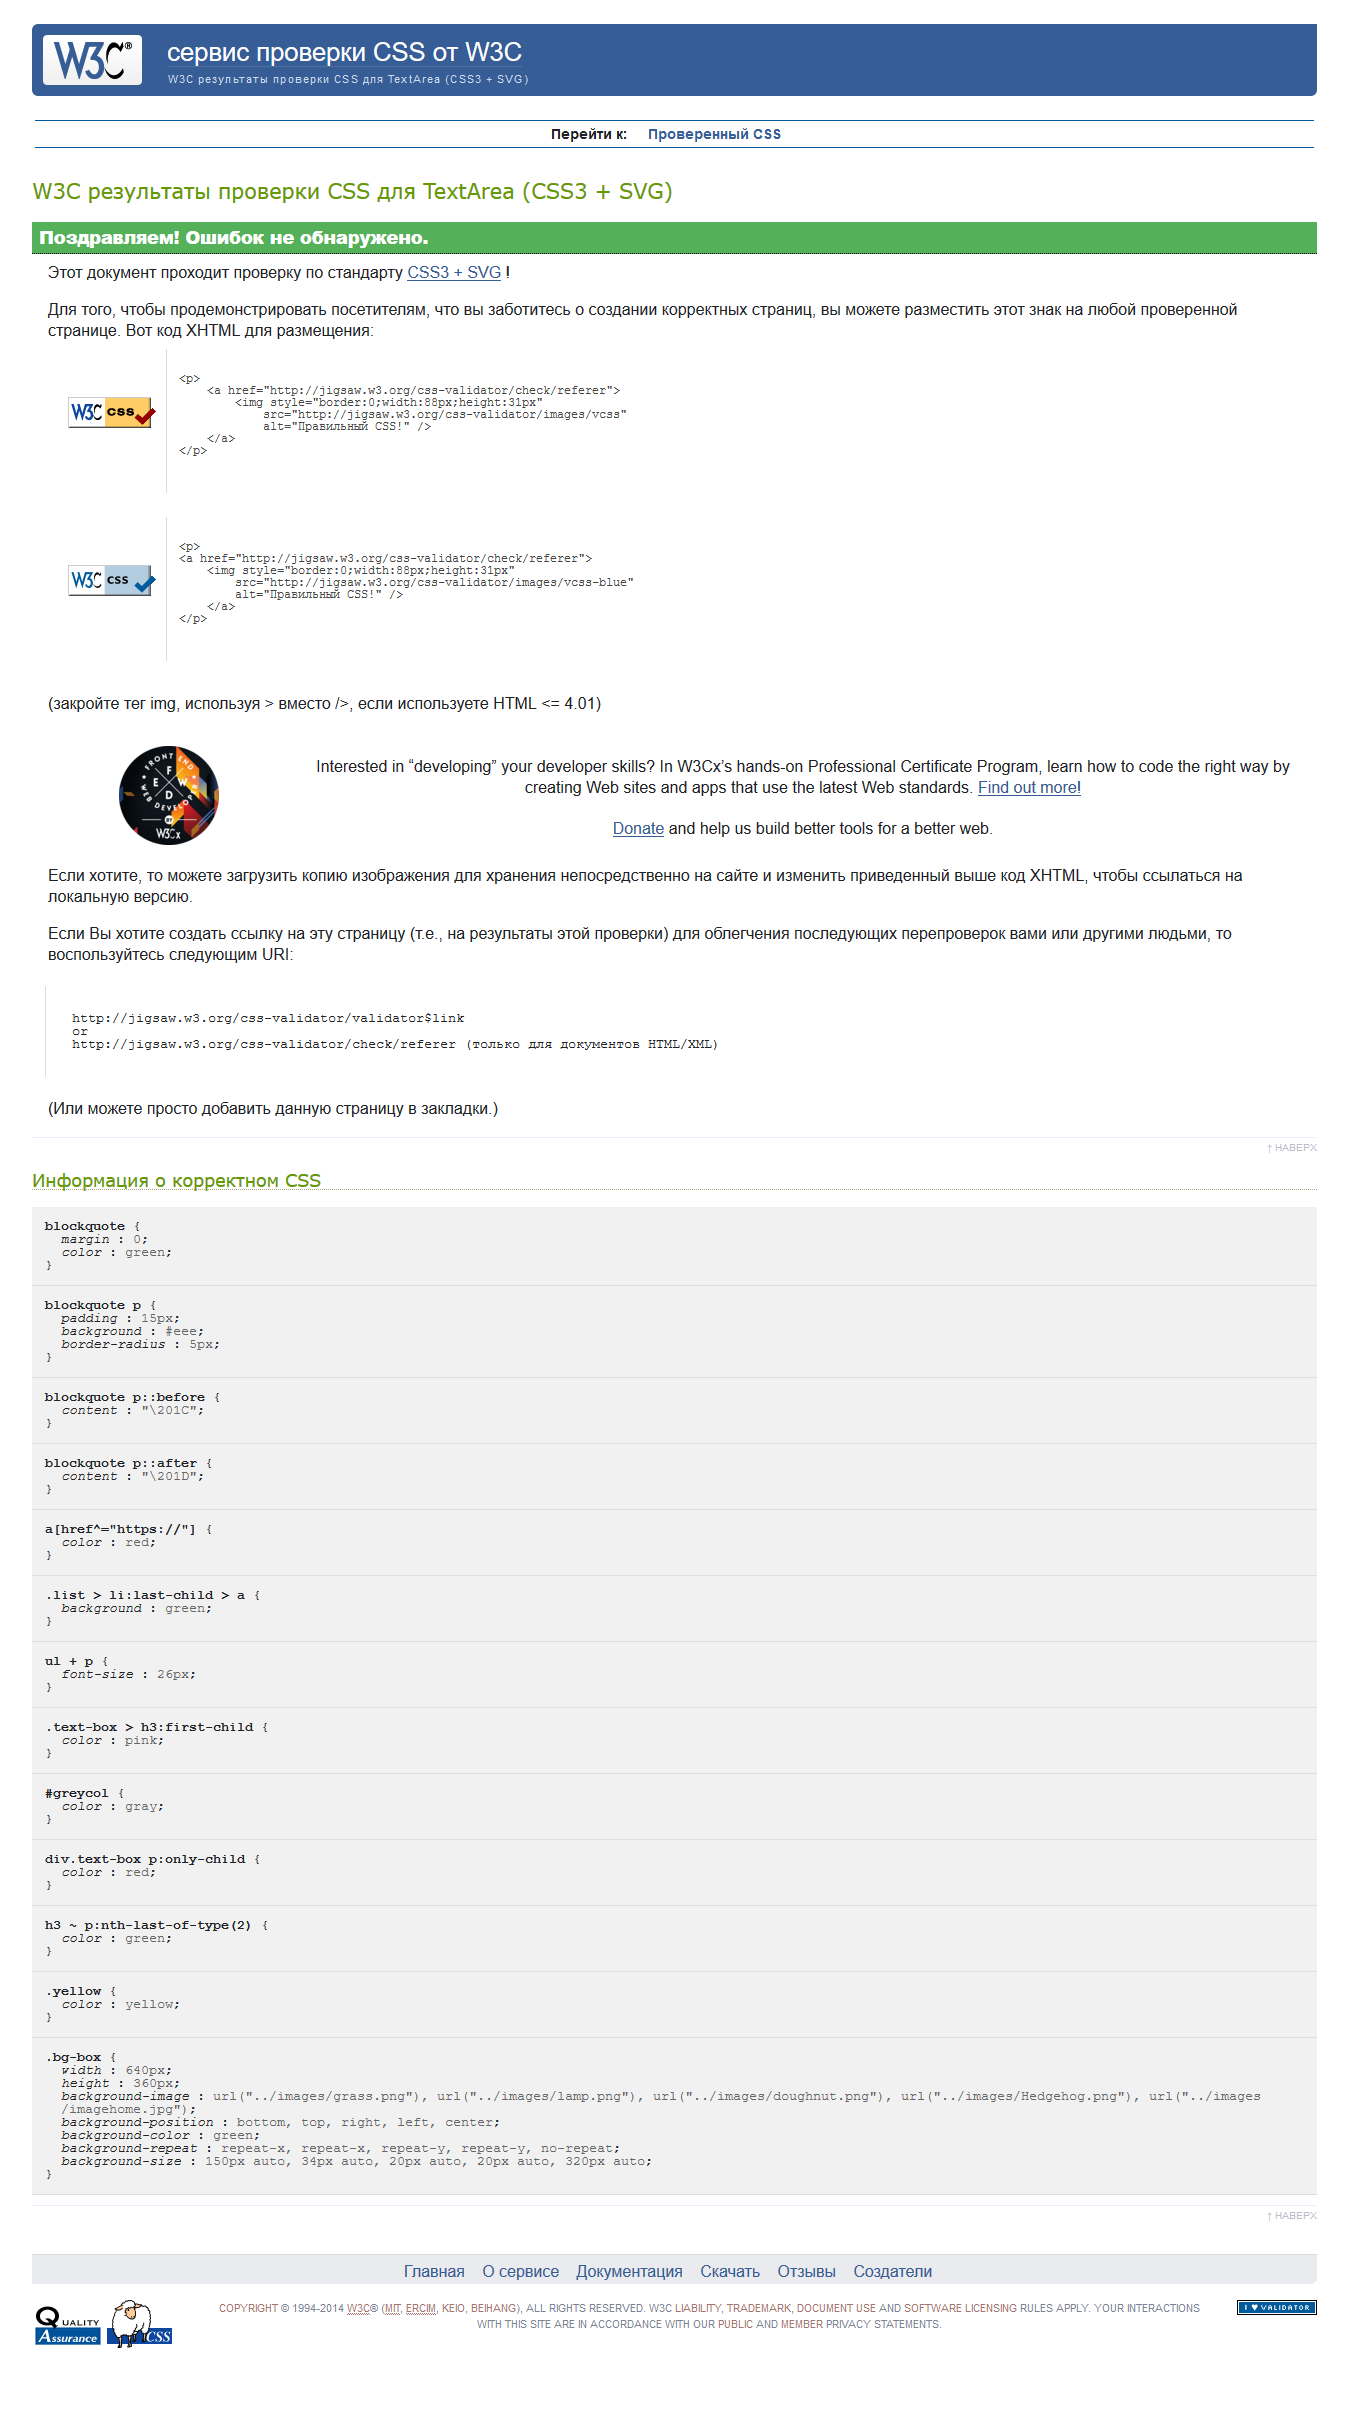 W3C®
сервис проверки CSS от W3C
W3C результаты проверки CSS для TextArea (CSS3 + SVG)
Перейти к: Проверенный CSS
W3C результаты проверки CSS для TextArea (CSS3 + SVG)
Поздравляем! Ошибок не обнаружено.
Этот документ проходит проверку по стандарту CSS3 + SVG !
Для того, чтобы продемонстрировать посетителям, что вы заботитесь о создании корректных страниц, вы можете разместить этот знак на любой проверенной
странице. Вот код XHTML для размещения:
W3C css
<p>
    <a href="http://jigsaw.w3.org/css-validator/check/referer">
        <img style="border:0;width:88px;height:31px"
            src="http://jigsaw.w3.org/css-validator/images/vcss"
            alt="Правильный CSS!" />
    </a>
</p>
W3C css
<p>
<a href="http://jigsaw.w3.org/css-validator/check/referer">
    <img style="border:0;width:88px;height:31px"
        src="http://jigsaw.w3.org/css-validator/images/vcss-blue"
        alt="Правильный CSS!" />
    </a>
</p>
(закройте тег img, используя > вместо />, если используете HTML <= 4.01)
FRONT END
F
E W
D
WEB DEVELOPER
BY
W3Cx
Interested in “developing” your developer skills? In W3Cx’s hands-on Professional Certificate Program, learn how to code the right way by
creating Web sites and apps that use the latest Web standards. Find out more!
Donate and help us build better tools for a better web.
Если хотите, то можете загрузить копию изображения для хранения непосредственно на сайте и изменить приведенный выше код XHTML, чтобы ссылаться на
локальную версию.
Если Вы хотите создать ссылку на эту страницу (т.е., на результаты этой проверки) для облегчения последующих перепроверок вами или другими людьми, то
воспользуйтесь следующим URI:
http://jigsaw.w3.org/css-validator/validator$link
or
http://jigsaw.w3.org/css-validator/check/referer (только для документов HTML/XML)
(Или можете просто добавить данную страницу в закладки.)
↑ НАВЕРХ
Информация о корректном CSS
blockquote {
  margin : 0;
  color : green;
}
blockquote p {
  padding : 15px;
  background : #eee;
  border-radius : 5px;
}
blockquote p::before {
  content : "\201C";
}
blockquote p::after {
  content : "\201D";
}
a[href^="https://"] {
  color : red;
}
.list > li:last-child > a {
  background : green;
}
ul + p {
  font-size : 26px;
}
.text-box > h3:first-child {
  color : pink;
}
#greycol {
  color : gray;
}
div.text-box p:only-child {
  color : red;
}
h3 ~ p:nth-last-of-type(2) {
  color : green;
}
.yellow {
  color : yellow;
}
.bg-box {
  width : 640px;
  height : 360px;
  background-image : url("../images/grass.png"), url("../images/lamp.png"), url("../images/doughnut.png"), url("../images/Hedgehog.png"), url("../images
  /imagehome.jpg");
  background-position : bottom, top, right, left, center;
  background-color : green;
  background-repeat : repeat-x, repeat-x, repeat-y, repeat-y, no-repeat;
  background-size : 150px auto, 34px auto, 20px auto, 20px auto, 320px auto;
}
↑ НАВЕРХ
Главная О сервисе Документация Скачать Отзывы Создатели
QUALITY
Assurance
CSS
COPYRIGHT © 1994-2014 W3C® (MIT, ERCIM, KEIO, BEIHANG), ALL RIGHTS RESERVED. W3C LIABILITY, TRADEMARK, DOCUMENT USE AND SOFTWARE LICENSING RULES APPLY. YOUR INTERACTIONS
WITH THIS SITE ARE IN ACCORDANCE WITH OUR PUBLIC AND MEMBER PRIVACY STATEMENTS.
I ♥ VALIDATOR